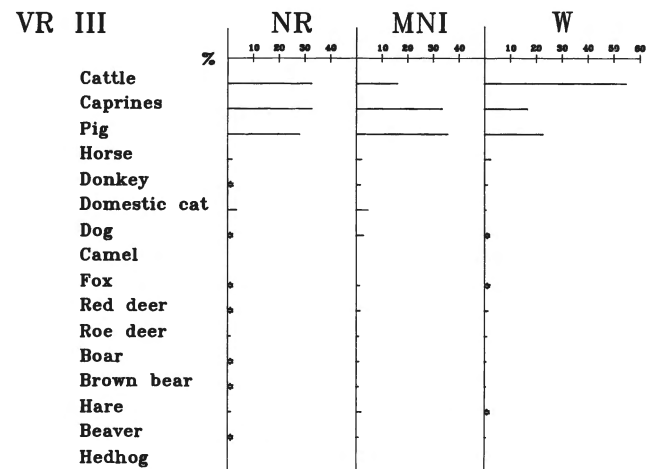 VR III NR MNI W
% 10 20 30 40 10 20 30 40 10 20 30 40 50 60
Cattle
Caprines
Pig
Horse
Donkey
Domestic cat
Dog
Camel
Fox
Red deer
Roe deer
Boar
Brown bear
Hare
Beaver
Hedhog